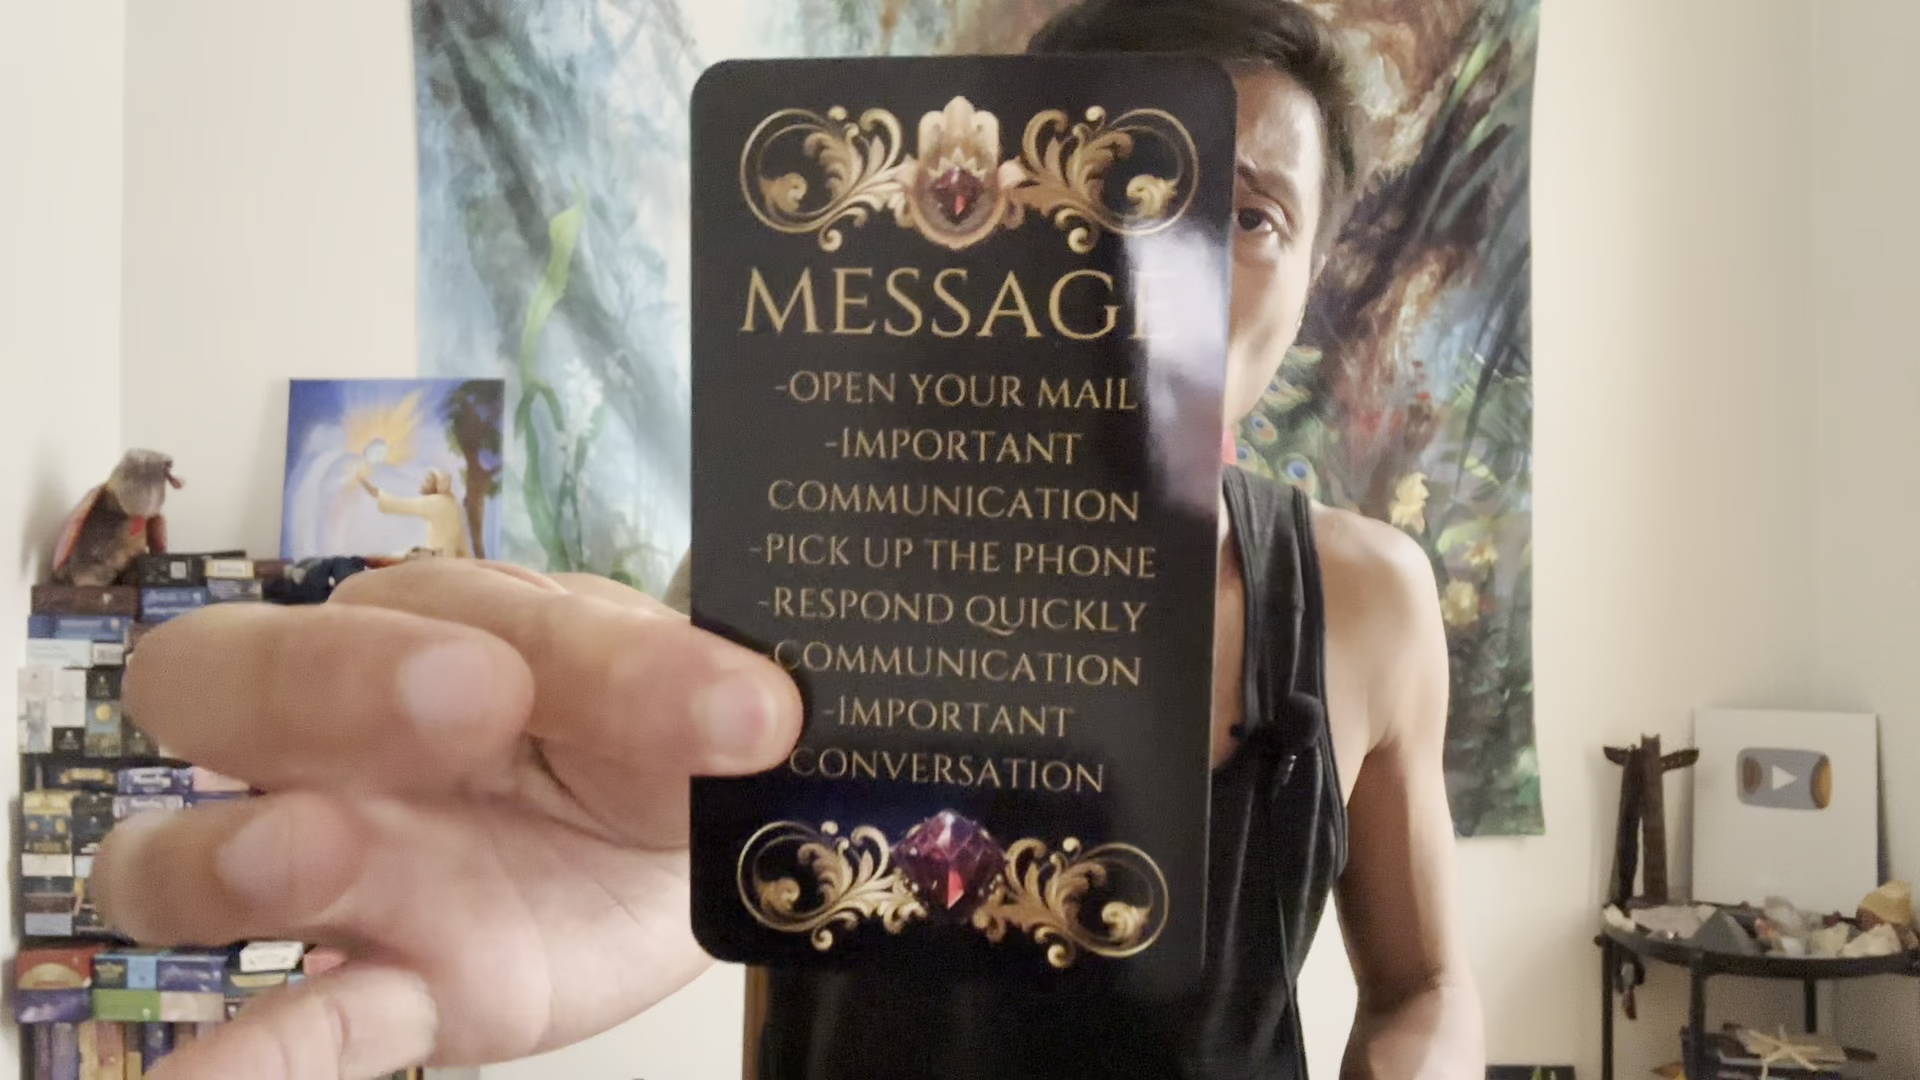 MESSAGE
-OPEN YOUR MAIL
-IMPORTANT
COMMUNICATION
-PICK UP THE PHONE
-RESPOND QUICKLY
COMMUNICATION
-IMPORTANT
CONVERSATION